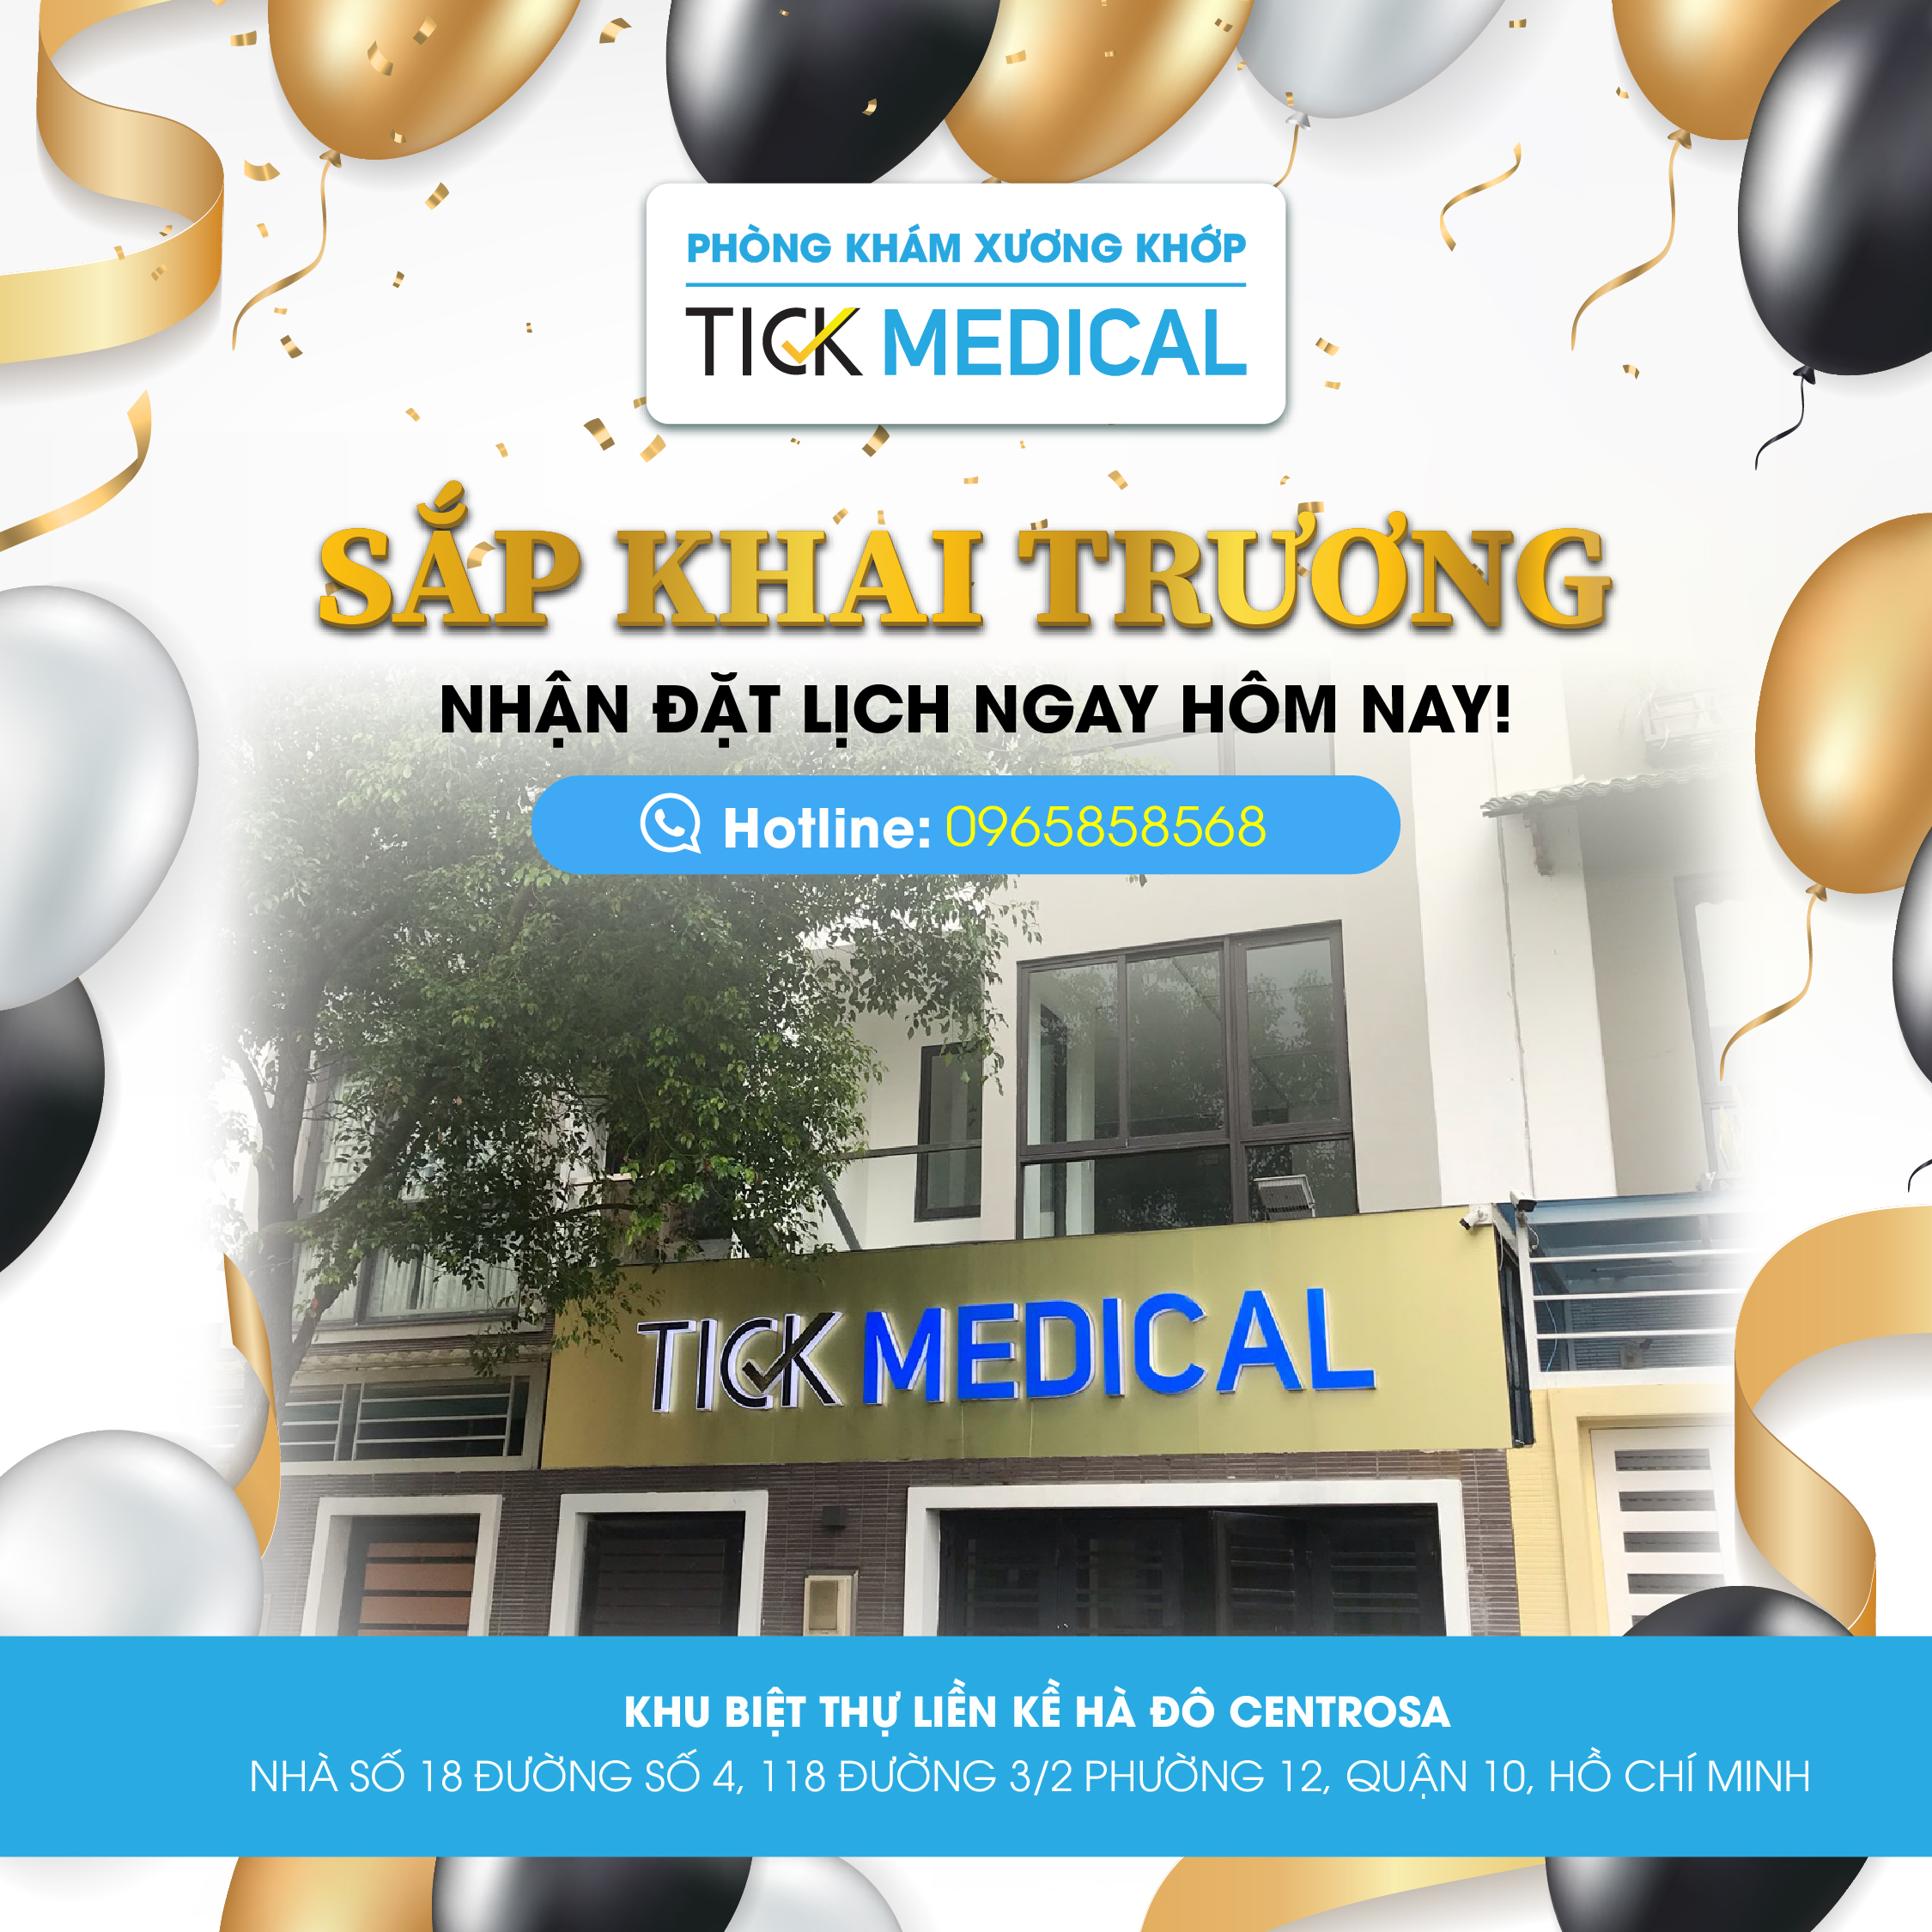 PHÒNG KHÁM XƯƠNG KHỚP
TICK MEDICAL
SẮP KHAI TRƯƠNG
NHẬN ĐẶT LỊCH NGAY HÔM NAY!
Hotline: 0965858568
TICK MEDICAL
KHU BIỆT THỰ LIỀN KỀ HÀ ĐÔ CENTROSA
NHÀ SỐ 18 ĐƯỜNG SỐ 4, 118 ĐƯỜNG 3/2 PHƯỜNG 12, QUẬN 10, HỒ CHÍ MINH